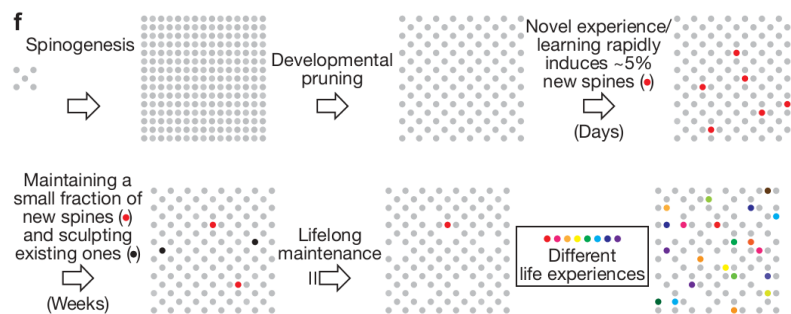 f
Spinogenesis
Developmental
pruning
Novel experience/
learning rapidly
induces ~5%
new spines ( )
(Days)
Maintaining a
small fraction of
new spines ( )
and sculpting
existing ones ( )
(Weeks)
Lifelong
maintenance
Different
life experiences